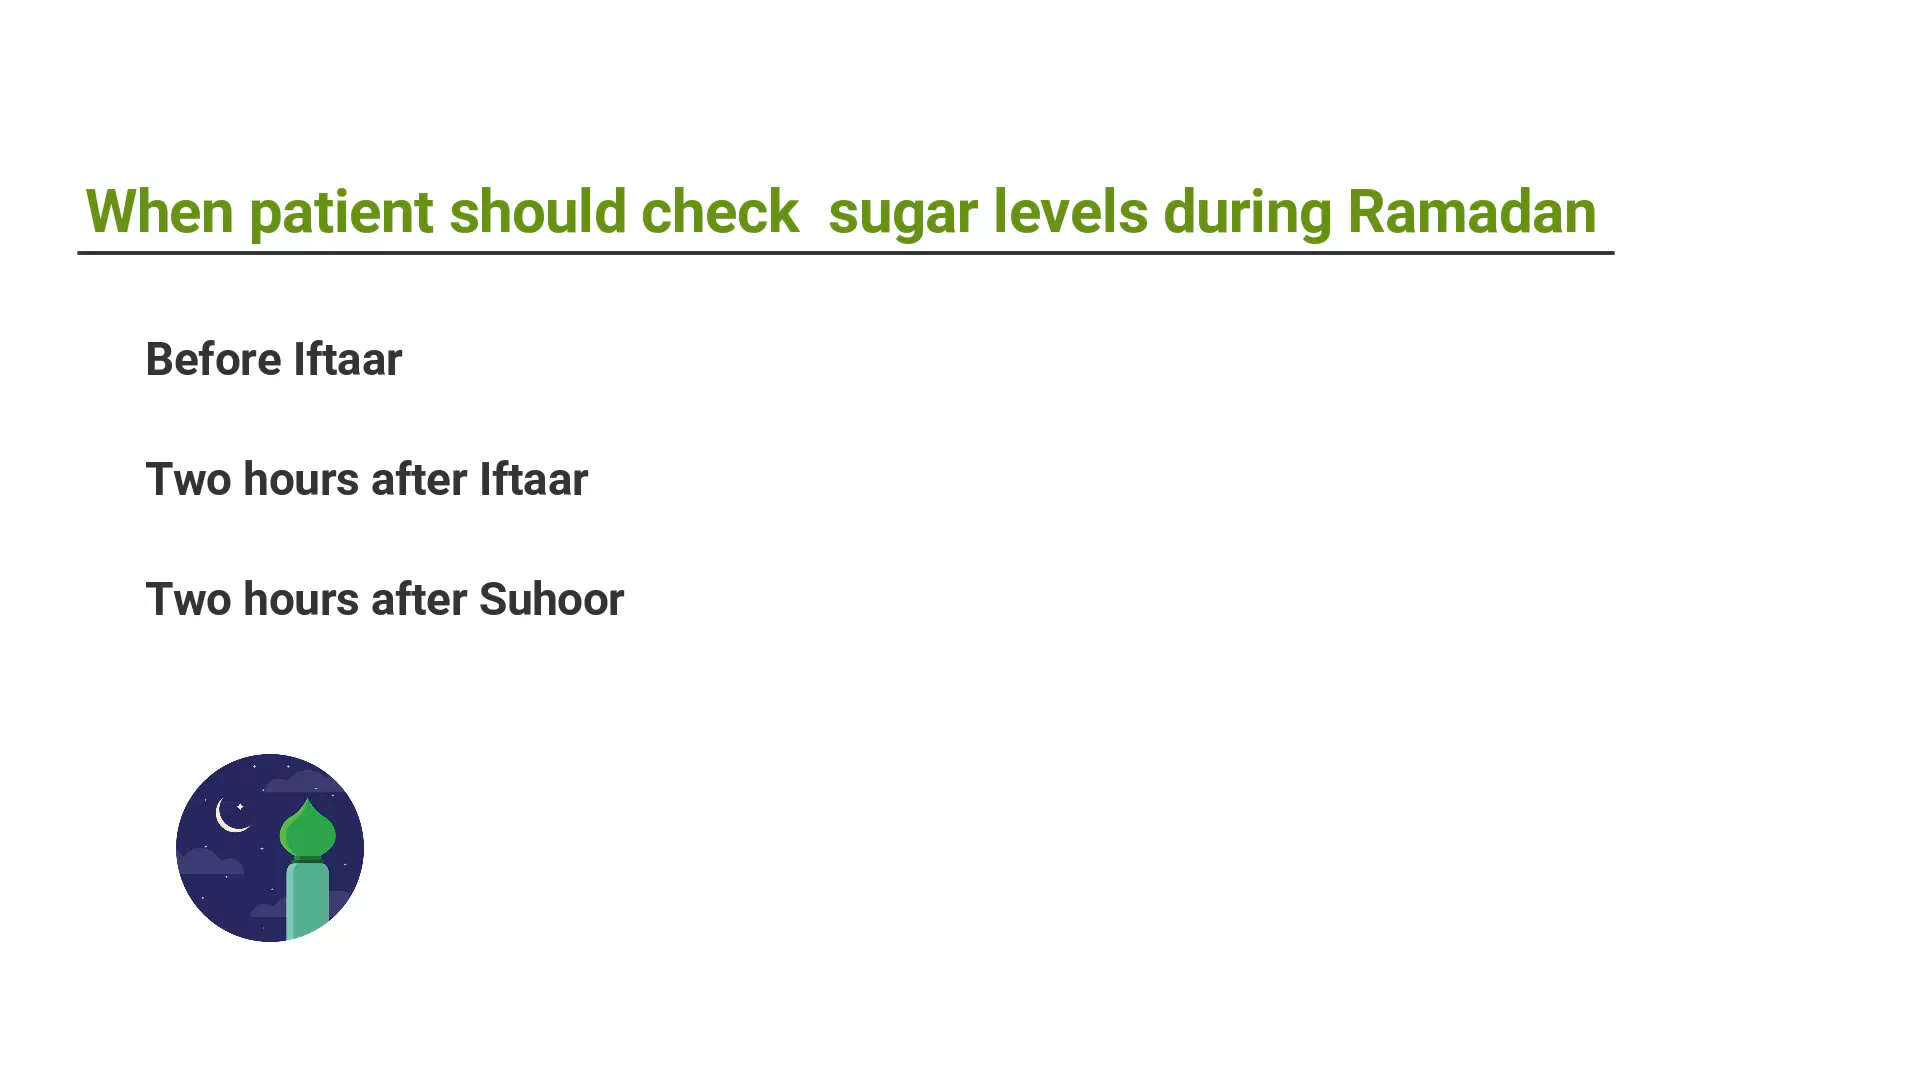 When patient should check  sugar levels during Ramadan
Before Iftaar
Two hours after Iftaar
Two hours after Suhoor